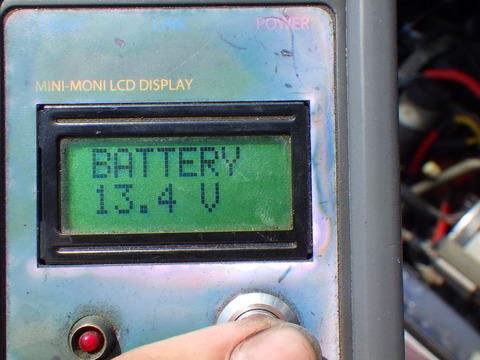 POWER
MINI-MONI LCD DISPLAY
BATTERY
13.4 V